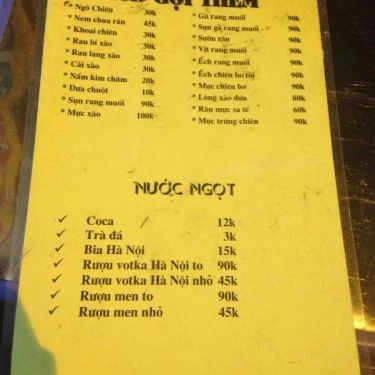 GỌI THÊM
* Ngô Chiên 30k
* Nem chua rán 45k
* Khoai chiên 30k
* Rau bí xào 30k
* Rau lang xào 30k
* Cải xào 30k
* Nấm kim châm 20k
* Dưa chuột 10k
* Sụn rang muối 90k
* Mực xào 100k
* Gà rang muối 90k
* Sụn gà rang muối 90k
* Sườn rán 90k
* Vịt rang muối 90k
* Ếch rang muối 90k
* Ếch chiên bơ tỏi 90k
* Mực chiên bơ 90k
* Lòng xào dưa 80k
* Râu mực sa tế 60k
* Mực trứng chiên 90k
NƯỚC NGỌT
✓ Coca 12k
✓ Trà đá 3k
✓ Bia Hà Nội 15k
✓ Rượu votka Hà Nội to 90k
✓ Rượu votka Hà Nội nhỏ 45k
✓ Rượu men to 90k
✓ Rượu men nhỏ 45k